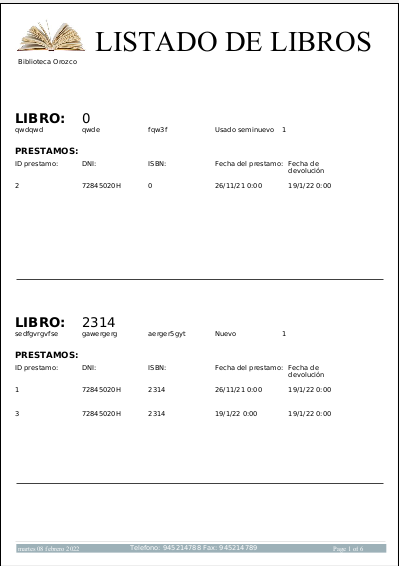 LISTADO DE LIBROS
Biblioteca Orozco
LIBRO: 0
qwdqwd qwde fqw3f Usado seminuevo 1
PRESTAMOS:
ID prestamo: DNI: ISBN: Fecha del prestamo: Fecha de devolución
2 72845020H 0 26/11/21 0:00 19/1/22 0:00
LIBRO: 2314
sedfgvrgvfse gawergerg aergerSgyt Nuevo 1
PRESTAMOS:
ID prestamo: DNI: ISBN: Fecha del prestamo: Fecha de devolución
1 72845020H 2314 26/11/21 0:00 19/1/22 0:00
3 72845020H 2314 19/1/22 0:00 19/1/22 0:00
martes 08 febrero 2022 Telefono: 945214788 Fax: 945214789 Page 1 of 6